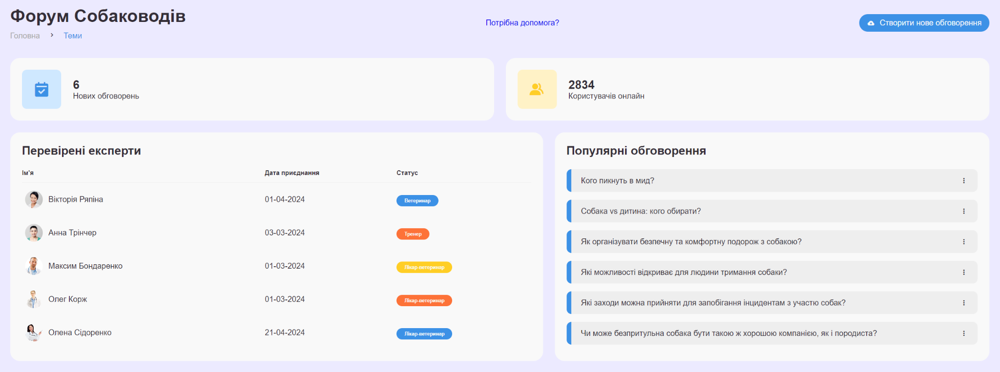 Форум Собаководів
Потрібна допомога?
Створити нове обговорення
Головна > Теми
6
Нових обговорень
2834
Користувачів онлайн
Перевірені експерти
Ім'я Дата приєднання Статус
Вікторія Ряпіна 01-04-2024 Ветеринар
Анна Трінчер 03-03-2024 Тренер
Максим Бондаренко 01-03-2024 Лікар-ветеринар
Олег Корж 01-03-2024 Лікар-ветеринар
Олена Сідоренко 21-04-2024 Лікар-ветеринар
Популярні обговорення
Кого пикнуть в мид?
Собака vs дитина: кого обирати?
Як організувати безпечну та комфортну подорож з собакою?
Які можливості відкриває для людини тримання собаки?
Які заходи можна прийняти для запобігання інцидентам з участю собак?
Чи може безпритульна собака бути такою ж хорошою компанією, як і породиста?